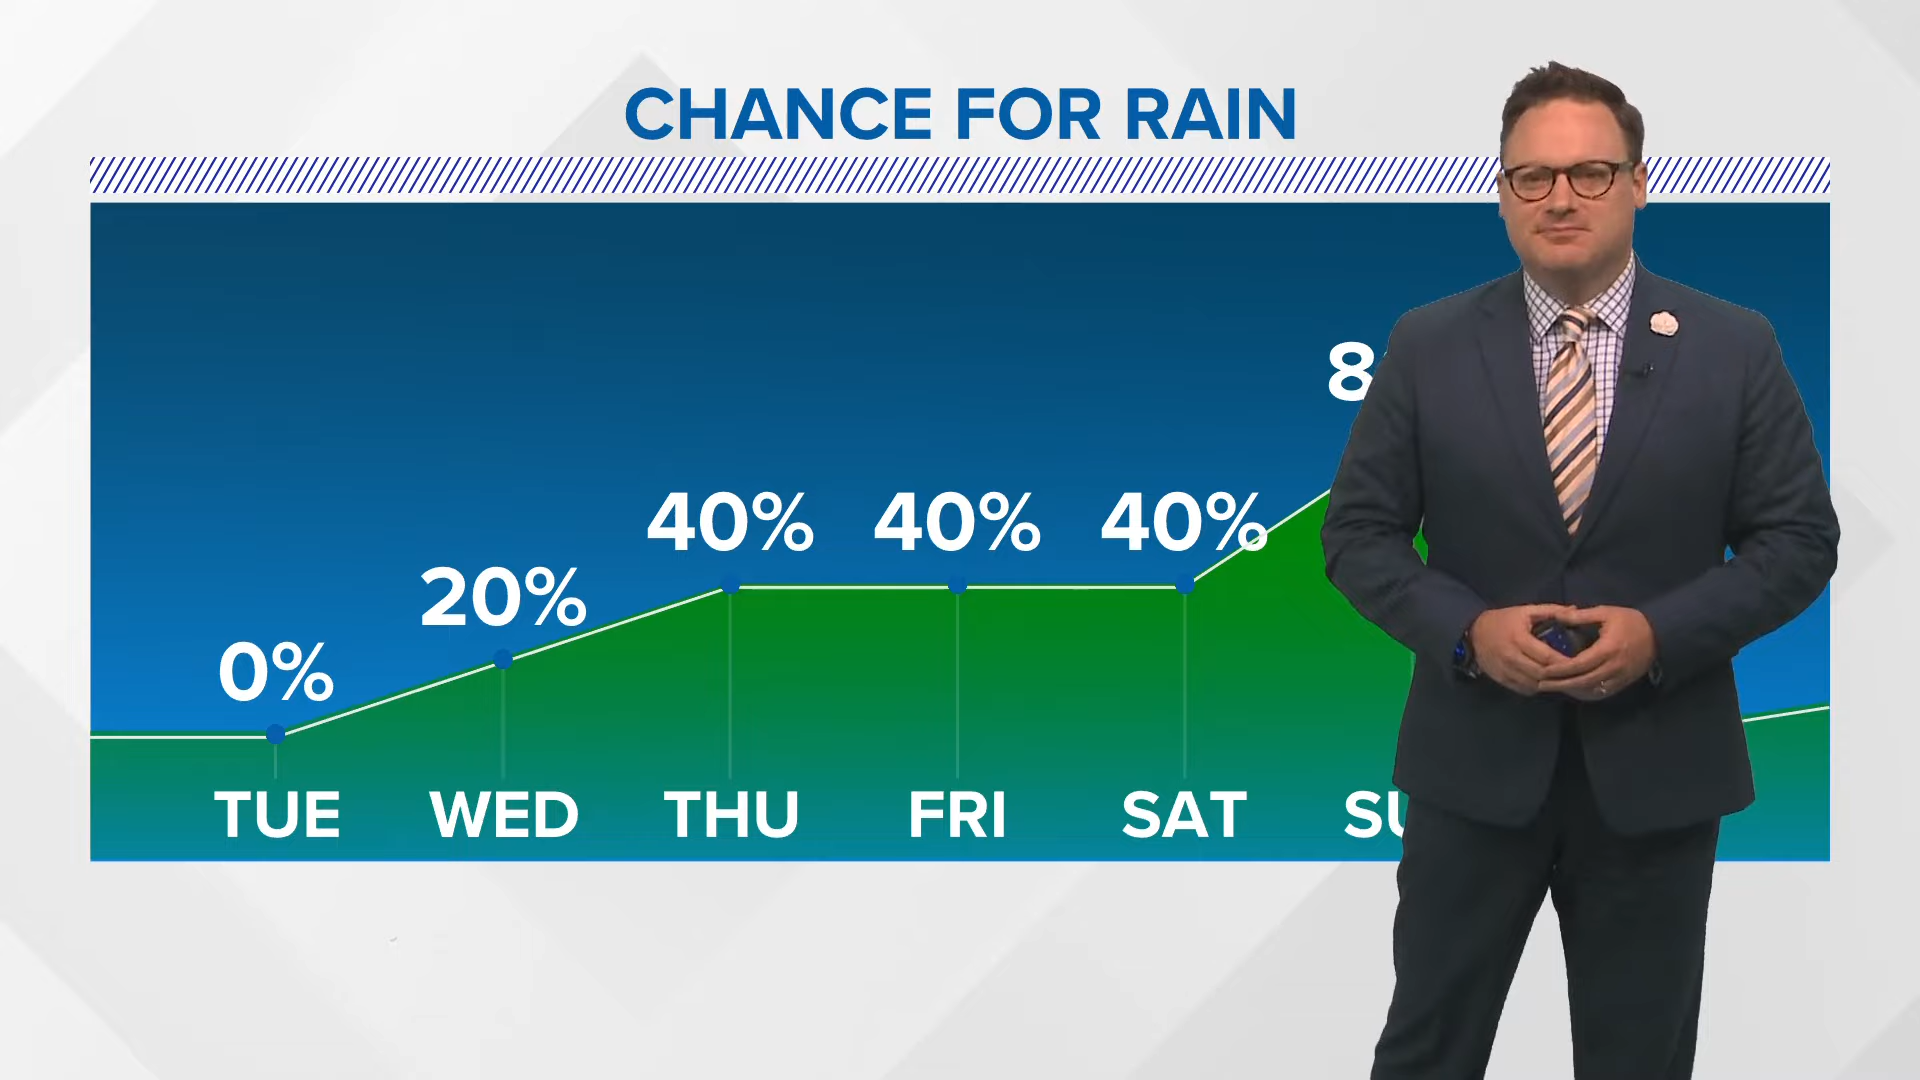 CHANCE FOR RAIN
0%
20%
40%
40%
40%
TUE
WED
THU
FRI
SAT